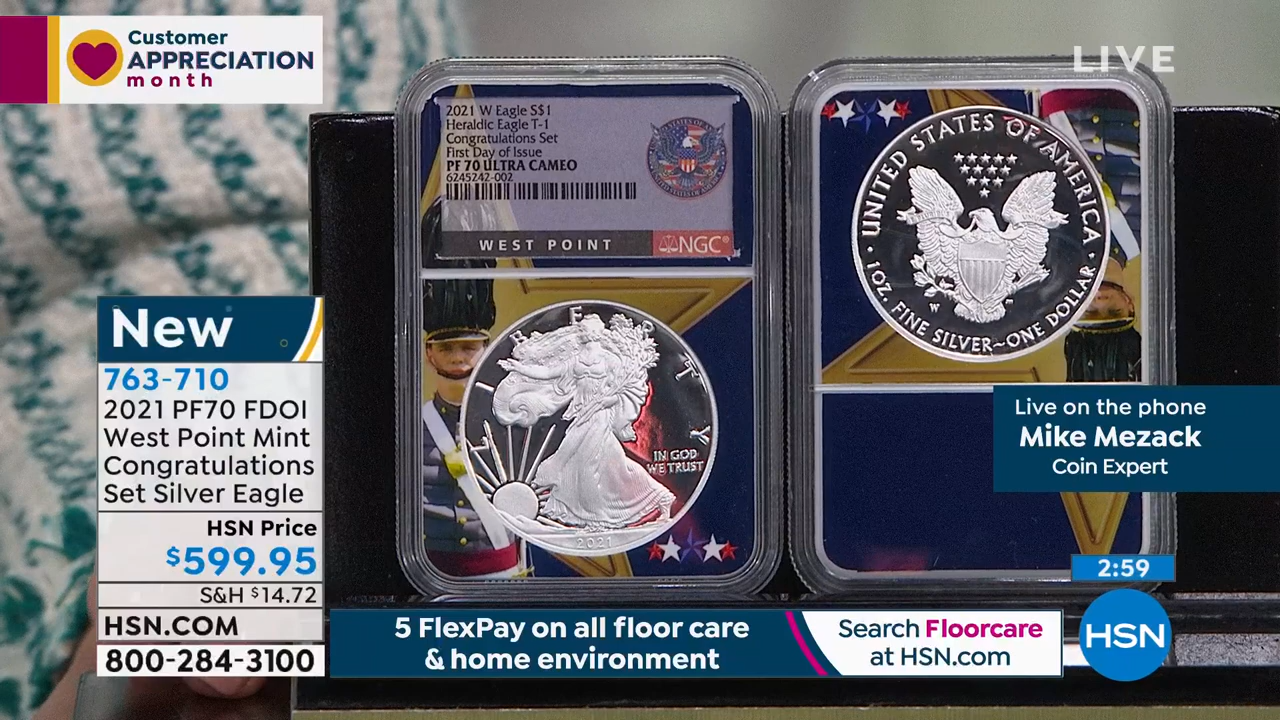 Customer
APPRECIATION
month
LIVE
2021 W Eagle S$1
Heraldic Eagle T-1
Congratulations Set
First Day of Issue
PF 70 ULTRA CAMEO
6245242-002
WEST POINT
NGC
LIBERTY
IN GOD
WE TRUST
2021
UNITED STATES OF AMERICA
W
1 OZ. FINE SILVER~ONE DOLLAR
New
763-710
2021 PF70 FDOI
West Point Mint
Congratulations
Set Silver Eagle
HSN Price
$599.95
S&H $14.72
HSN.COM
800-284-3100
Live on the phone
Mike Mezack
Coin Expert
2:59
5 FlexPay on all floor care
& home environment
Search Floorcare
at HSN.com
HSN